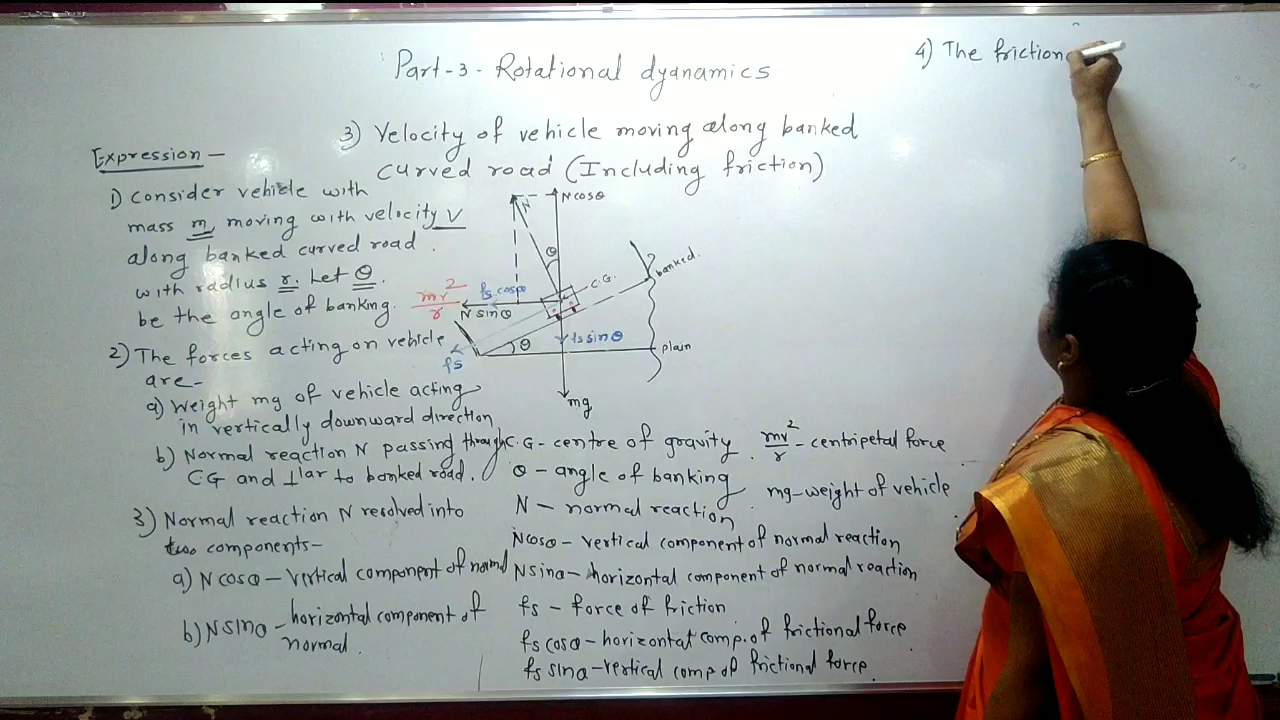 Part-3- Rotational dyanamics
3) Velocity of vehicle moving along banked
curved road (Including friction)
Expression -
1) Consider vehicle with
mass m moving with velocity V
along banked curved road.
with radius r. Let θ
be the angle of banking.
2) The forces acting on vehicle
are-
a) Weight mg of vehicle acting
in vertically downward direction
b) Normal reaction N passing through
CG and ⊥lar to banked road.
3) Normal reaction N resolved into
two components-
a) N cosθ - vertical component of normal
b) N sinθ - horizontal component of
normal.
N
N cosθ
θ
C.G.
banked.
mv²/r
fs cosθ
N sinθ
fs sinθ
fs
θ
plain
mg
C.G - centre of gravity.
θ - angle of banking
N - normal reaction
N cosθ - vertical component of normal reaction
N sinθ - horizontal component of normal reaction
fs - force of friction
fs cosθ - horizontal comp. of frictional force
fs sinθ - vertical comp of frictional force.
mv²/r - centripetal force
mg - weight of vehicle
4) The friction